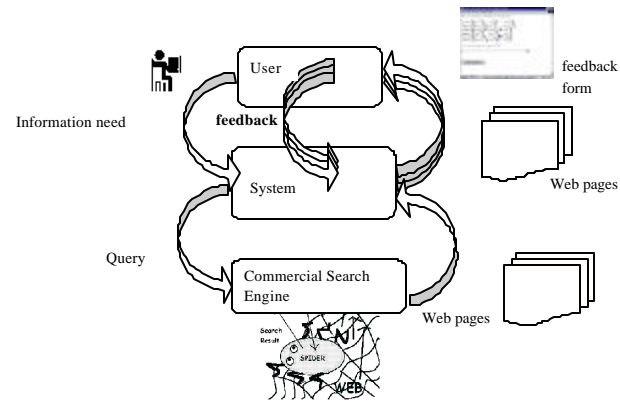 User
feedback
form
Information need
feedback
Web pages
System
Query
Commercial Search
Engine
Web pages
Search
Result
SPIDER
WEB